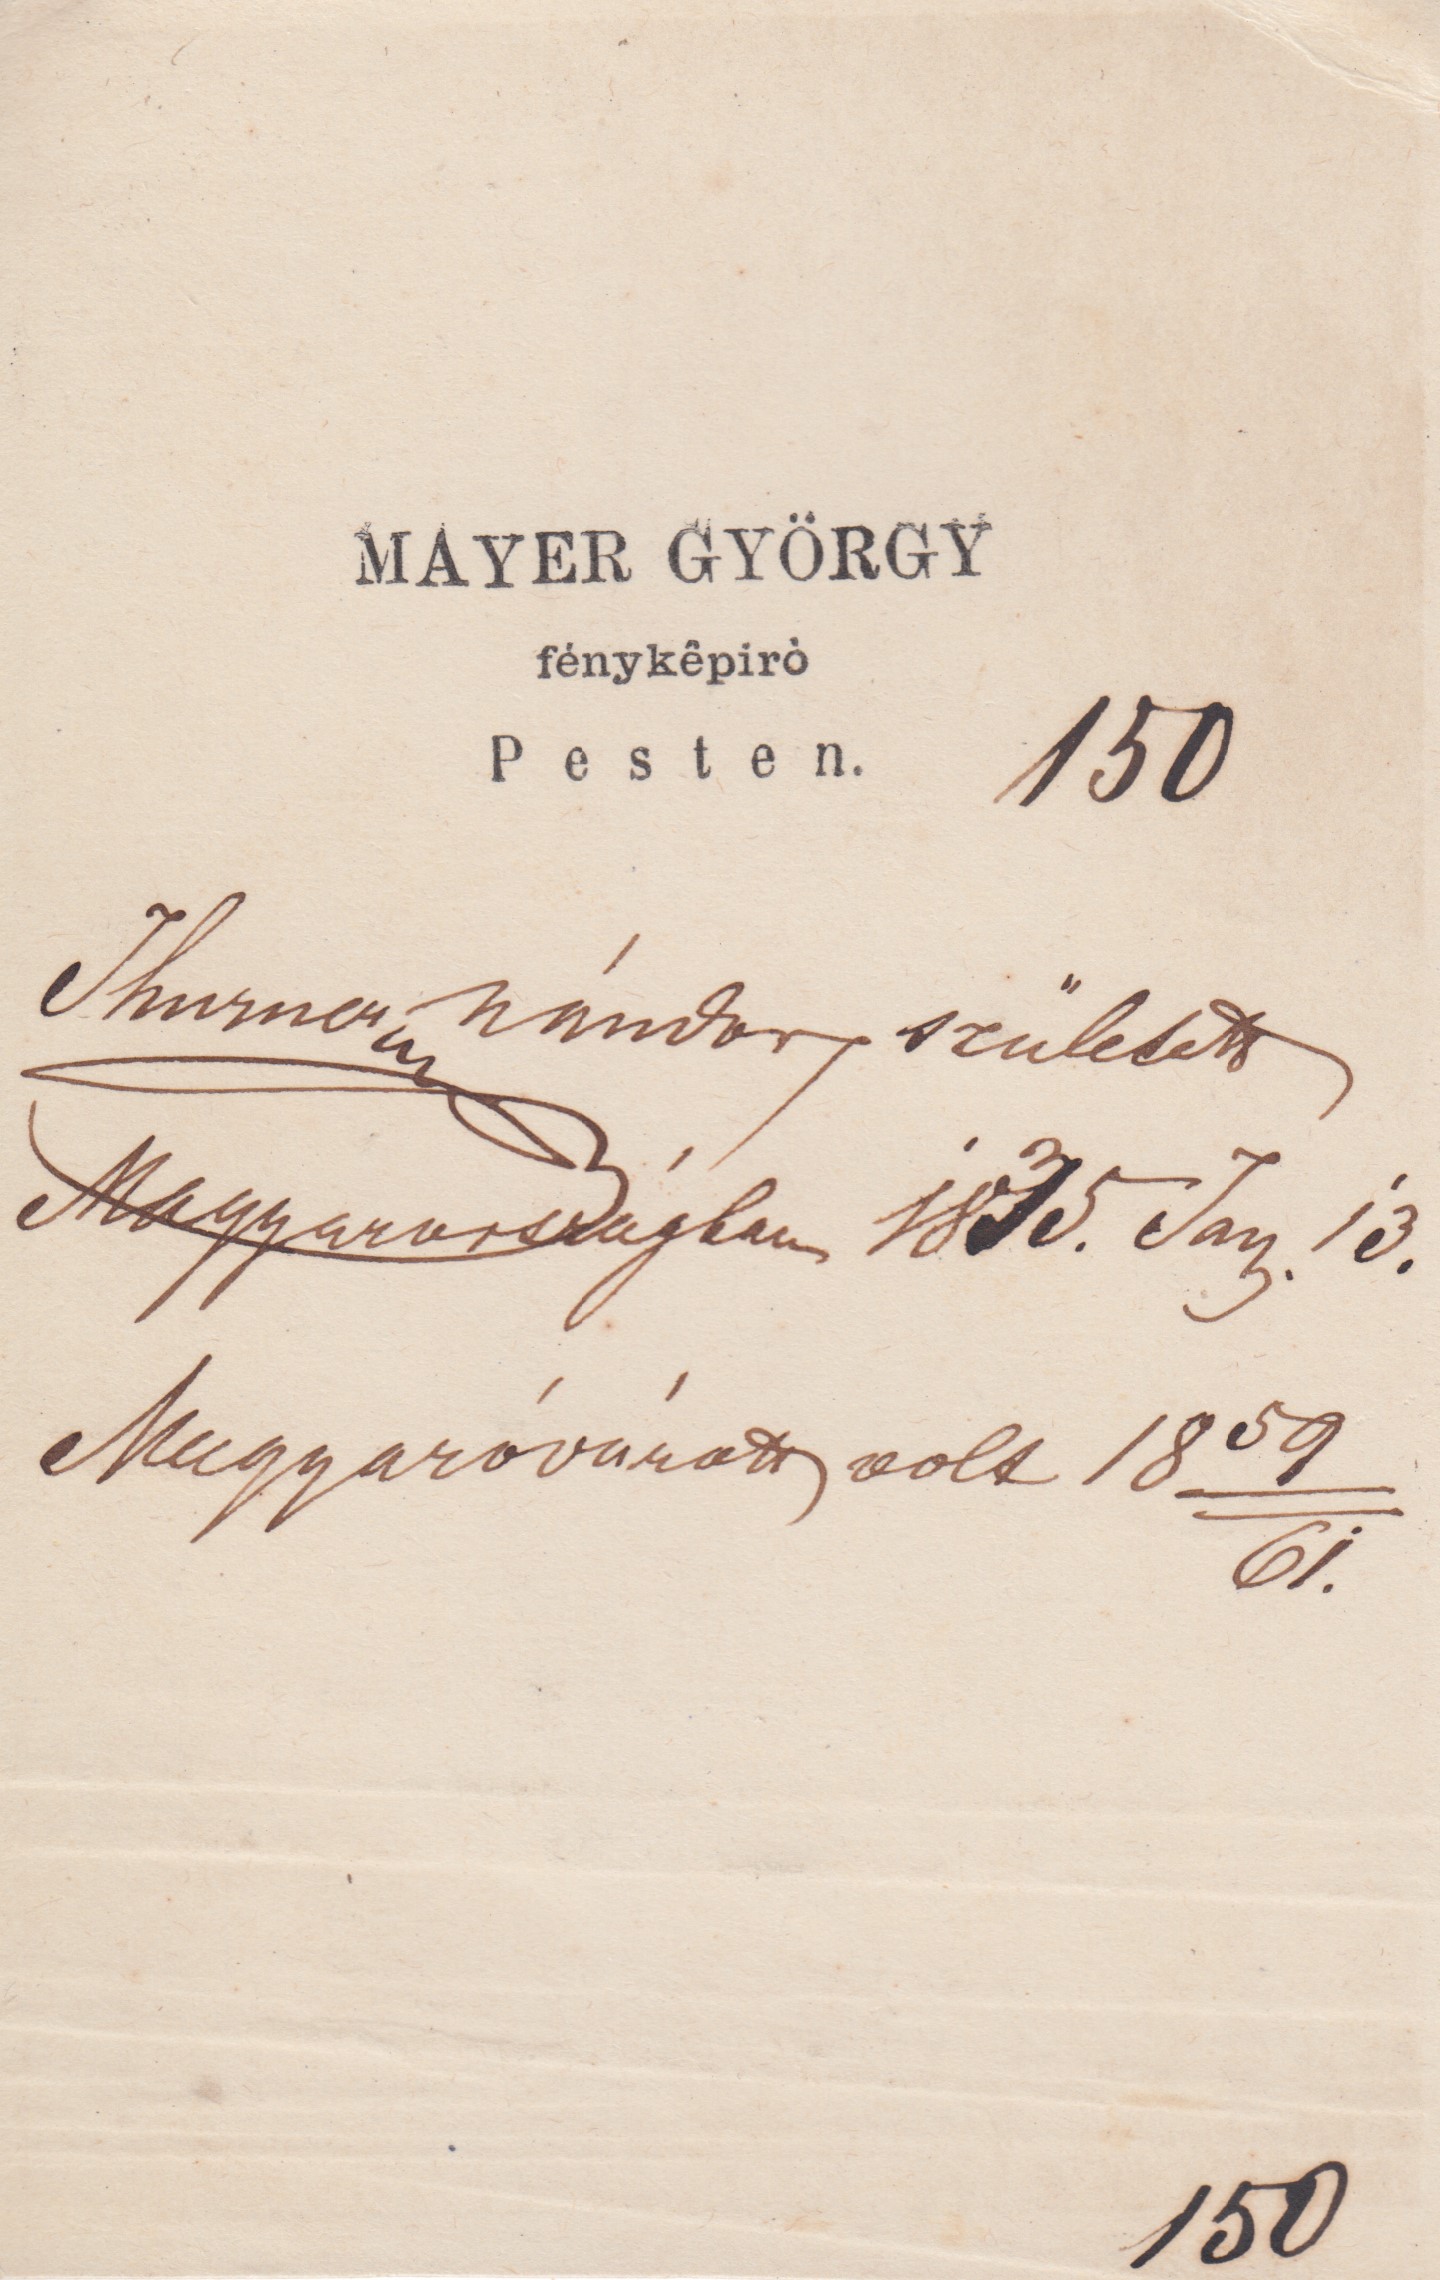 MAYER GYÖRGY
fényképiró
Pesten.
150
Thurner Nándor született
Magyarországban 1835. Jan. 13.
Magyaróvárott volt 1859
61.
150